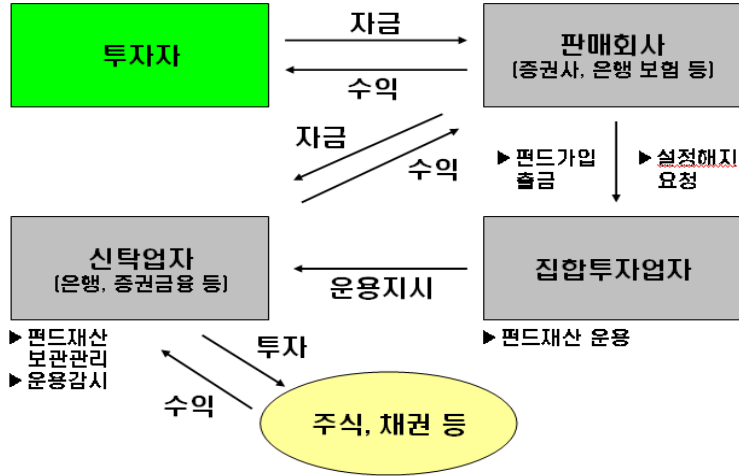 투자자
자금
수익
판매회사
(증권사, 은행 보험 등)
자금
수익
▶ 펀드가입
출금
▶ 설정해지
요청
신탁업자
(은행, 증권금융 등)
운용지시
집합투자업자
▶ 펀드재산
보관관리
▶ 운용감시
▶ 펀드재산 운용
투자
수익
주식, 채권 등